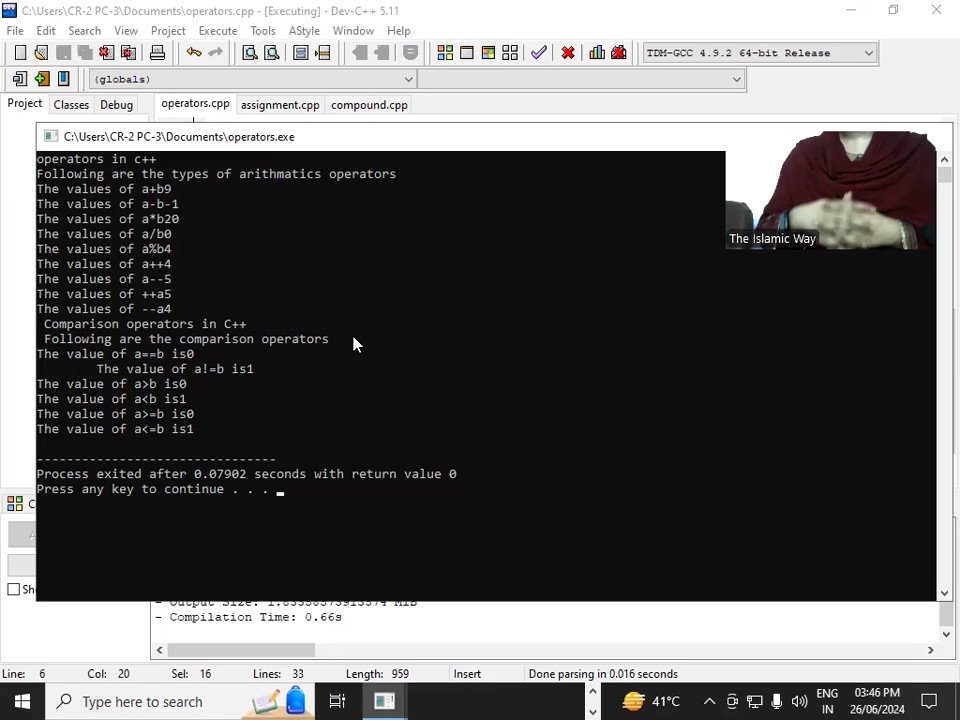 C:\Users\CR-2 PC-3\Documents\operators.cpp - [Executing] - Dev-C++ 5.11
File Edit Search View Project Execute Tools AStyle Window Help
TDM-GCC 4.9.2 64-bit Release
(globals)
Project Classes Debug operators.cpp assignment.cpp compound.cpp
C:\Users\CR-2 PC-3\Documents\operators.exe
operators in c++
Following are the types of arithmatics operators
The values of a+b9
The values of a-b-1
The values of a*b20
The values of a/b0
The values of a%b4
The values of a++4
The values of a--5
The values of ++a5
The values of --a4
Comparison operators in C++
Following are the comparison operators
The value of a==b is0
The value of a!=b is1
The value of a>b is0
The value of a<b is1
The value of a>=b is0
The value of a<=b is1
--------------------------------
Process exited after 0.07902 seconds with return value 0
Press any key to continue . . .
The Islamic Way
- Compilation Time: 0.66s
Line: 6 Col: 20 Sel: 16 Lines: 33 Length: 959 Insert Done parsing in 0.016 seconds
Type here to search
41°C
ENG
IN
03:46 PM
26/06/2024